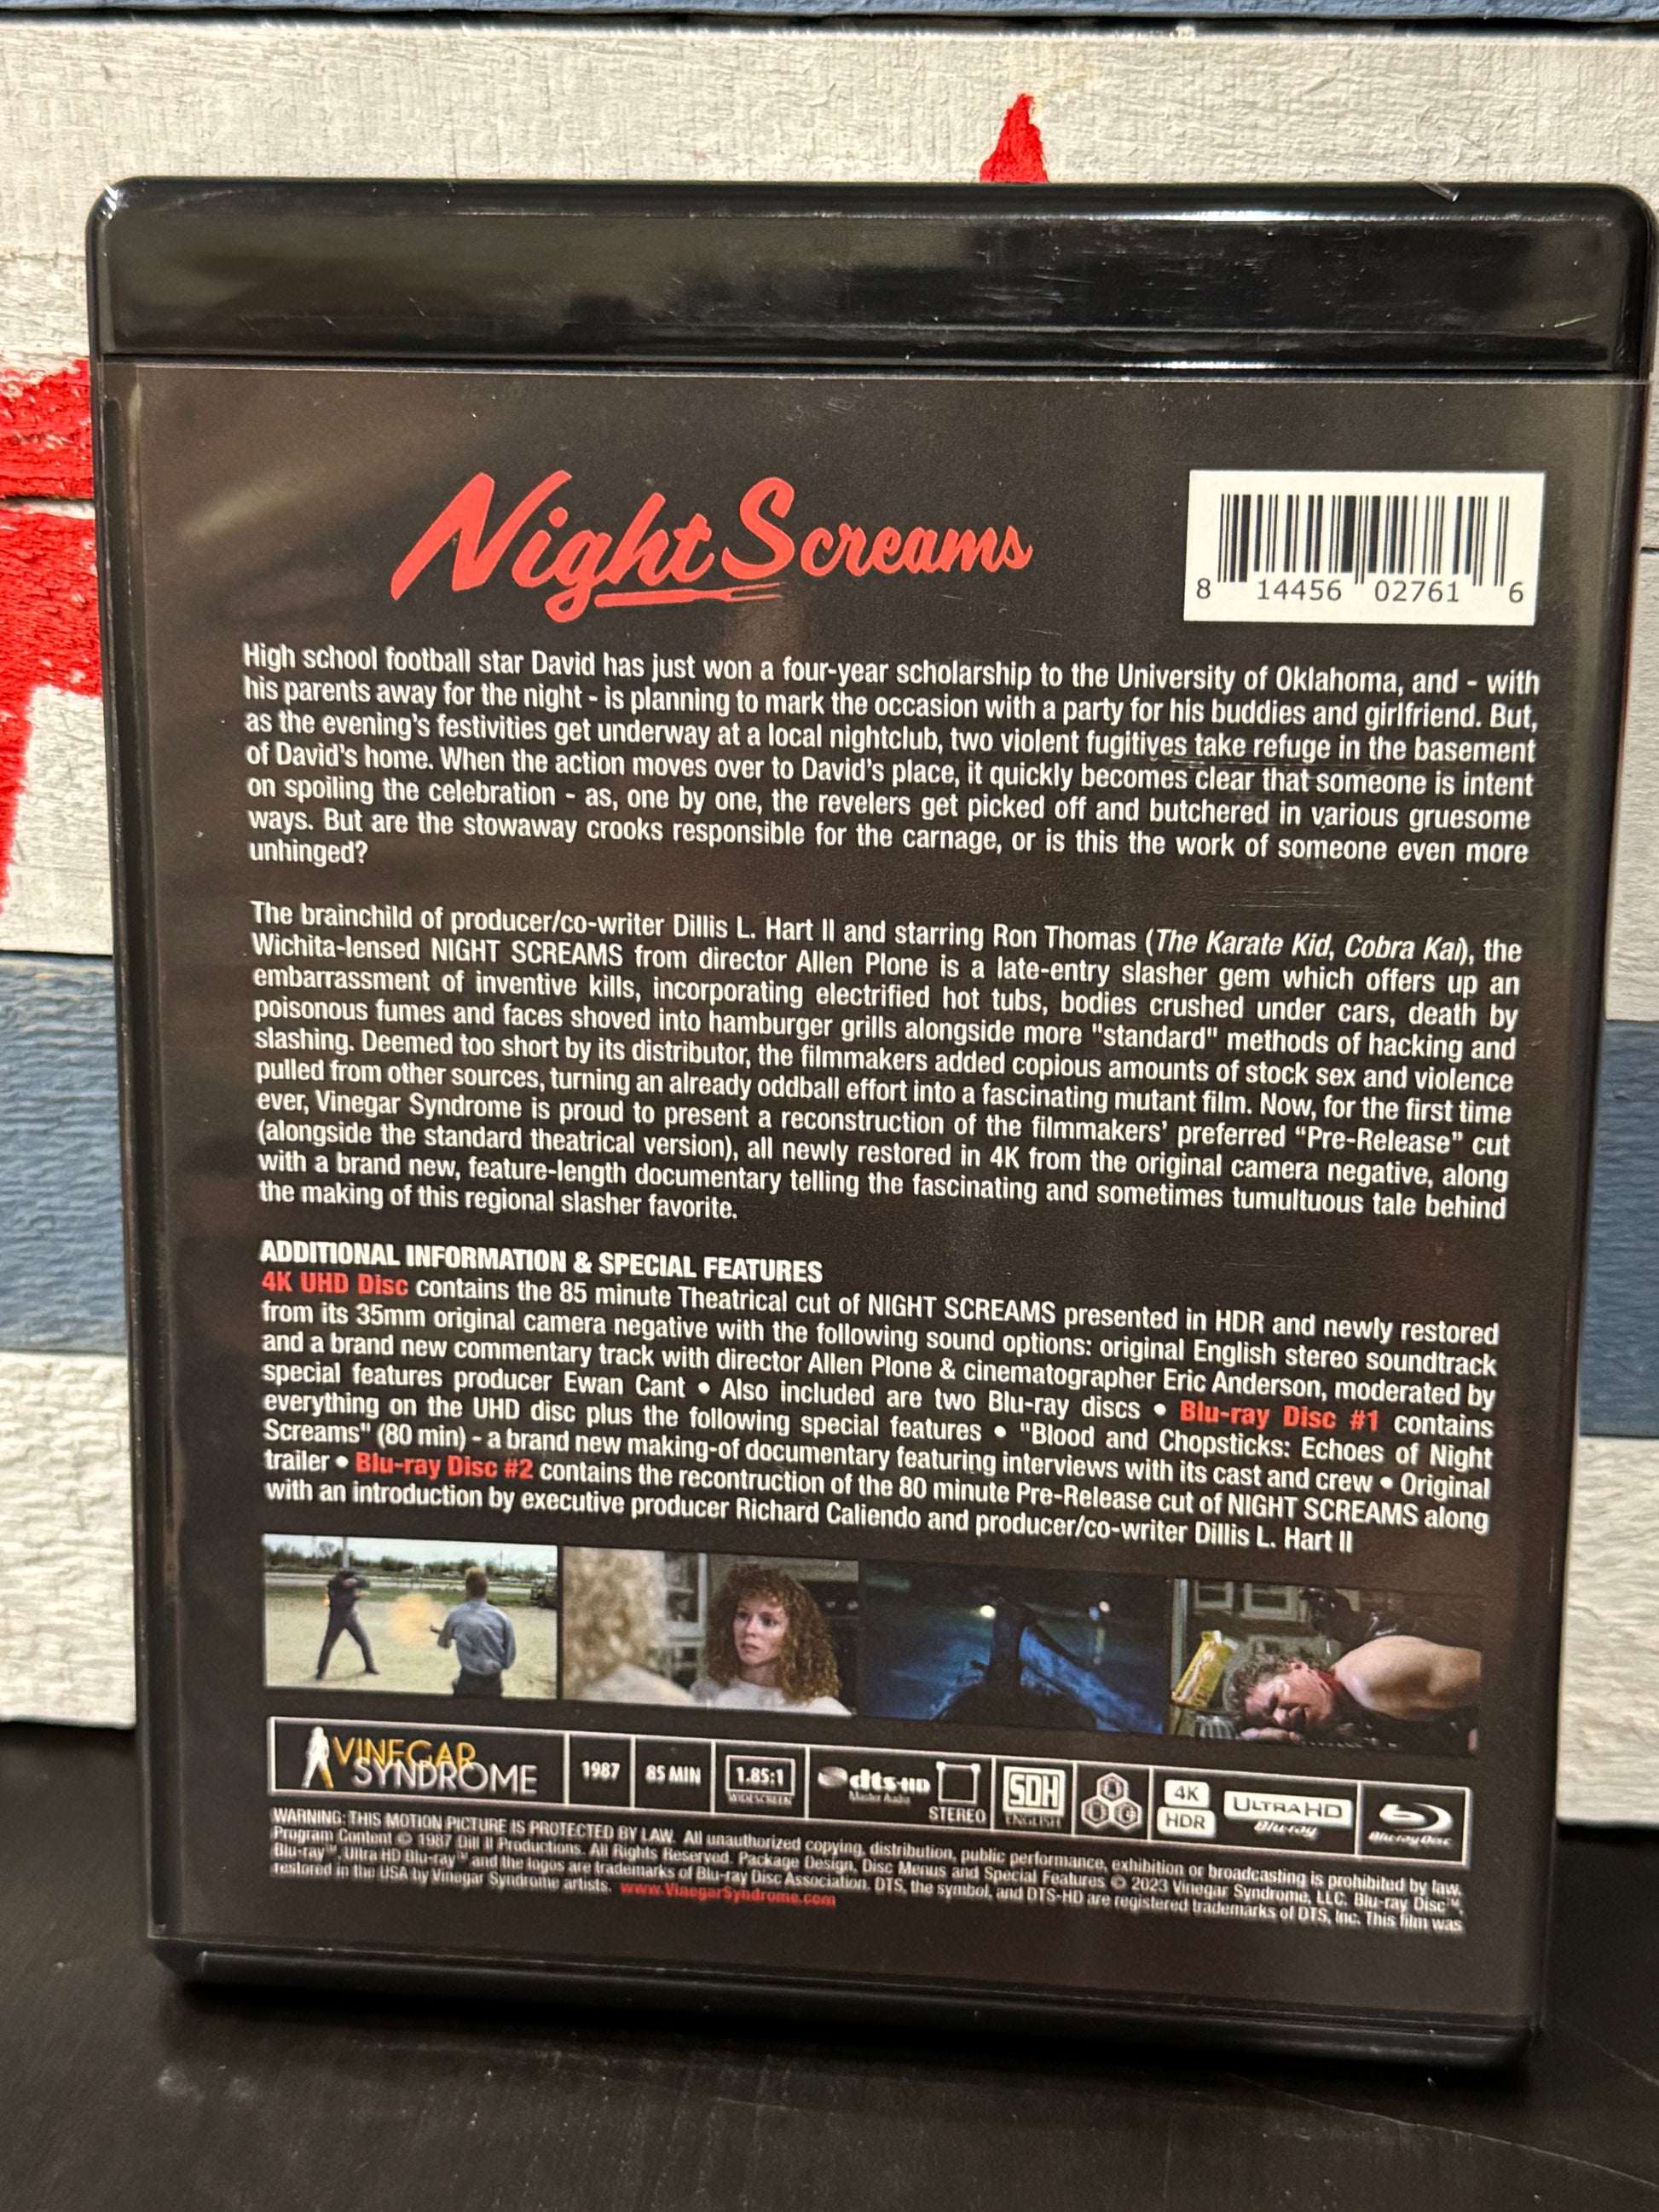 Night Screams
8 14456 02761 6
High school football star David has just won a four-year scholarship to the University of Oklahoma, and - with
his parents away for the night - is planning to mark the occasion with a party for his buddies and girlfriend. But,
as the evening's festivities get underway at a local nightclub, two violent fugitives take refuge in the basement
of David's home. When the action moves over to David's place, it quickly becomes clear that someone is intent
on spoiling the celebration - as, one by one, the revelers get picked off and butchered in various gruesome
ways. But are the stowaway crooks responsible for the carnage, or is this the work of someone even more
unhinged?
The brainchild of producer/co-writer Dillis L. Hart II and starring Ron Thomas (The Karate Kid, Cobra Kai), the
Wichita-lensed NIGHT SCREAMS from director Allen Plone is a late-entry slasher gem which offers up an
embarrassment of inventive kills, incorporating electrified hot tubs, bodies crushed under cars, death by
poisonous fumes and faces shoved into hamburger grills alongside more "standard" methods of hacking and
slashing. Deemed too short by its distributor, the filmmakers added copious amounts of stock sex and violence
pulled from other sources, turning an already oddball effort into a fascinating mutant film. Now, for the first time
ever, Vinegar Syndrome is proud to present a reconstruction of the filmmakers' preferred “Pre-Release” cut
(alongside the standard theatrical version), all newly restored in 4K from the original camera negative, along
with a brand new, feature-length documentary telling the fascinating and sometimes tumultuous tale behind
the making of this regional slasher favorite.
ADDITIONAL INFORMATION & SPECIAL FEATURES
4K UHD Disc contains the 85 minute Theatrical cut of NIGHT SCREAMS presented in HDR and newly restored
from its 35mm original camera negative with the following sound options: original English stereo soundtrack
and a brand new commentary track with director Allen Plone & cinematographer Eric Anderson, moderated by
special features producer Ewan Cant • Also included are two Blu-ray discs • Blu-ray Disc #1 contains
everything on the UHD disc plus the following special features • "Blood and Chopsticks: Echoes of Night
Screams" (80 min) - a brand new making-of documentary featuring interviews with its cast and crew • Original
trailer • Blu-ray Disc #2 contains the recontruction of the 80 minute Pre-Release cut of NIGHT SCREAMS along
with an introduction by executive producer Richard Caliendo and producer/co-writer Dillis L. Hart II
VINEGAR SYNDROME 1987 85 MIN 1.85:1 WIDESCREEN dts-HD Master Audio STEREO SDH ENGLISH A B C 4K HDR ULTRA HD Blu-ray Blu-ray Disc
WARNING: THIS MOTION PICTURE IS PROTECTED BY LAW. All unauthorized copying, distribution, public performance, exhibition or broadcasting is prohibited by law.
Program Content © 1987 Dill II Productions. All Rights Reserved. Package Design, Disc Menus and Special Features © 2023 Vinegar Syndrome, LLC. Blu-ray Disc™,
Blu-ray™, Ultra HD Blu-ray™ and the logos are trademarks of Blu-ray Disc Association. DTS, the symbol, and DTS-HD are registered trademarks of DTS, Inc. This film was
restored in the USA by Vinegar Syndrome artists. www.VinegarSyndrome.com